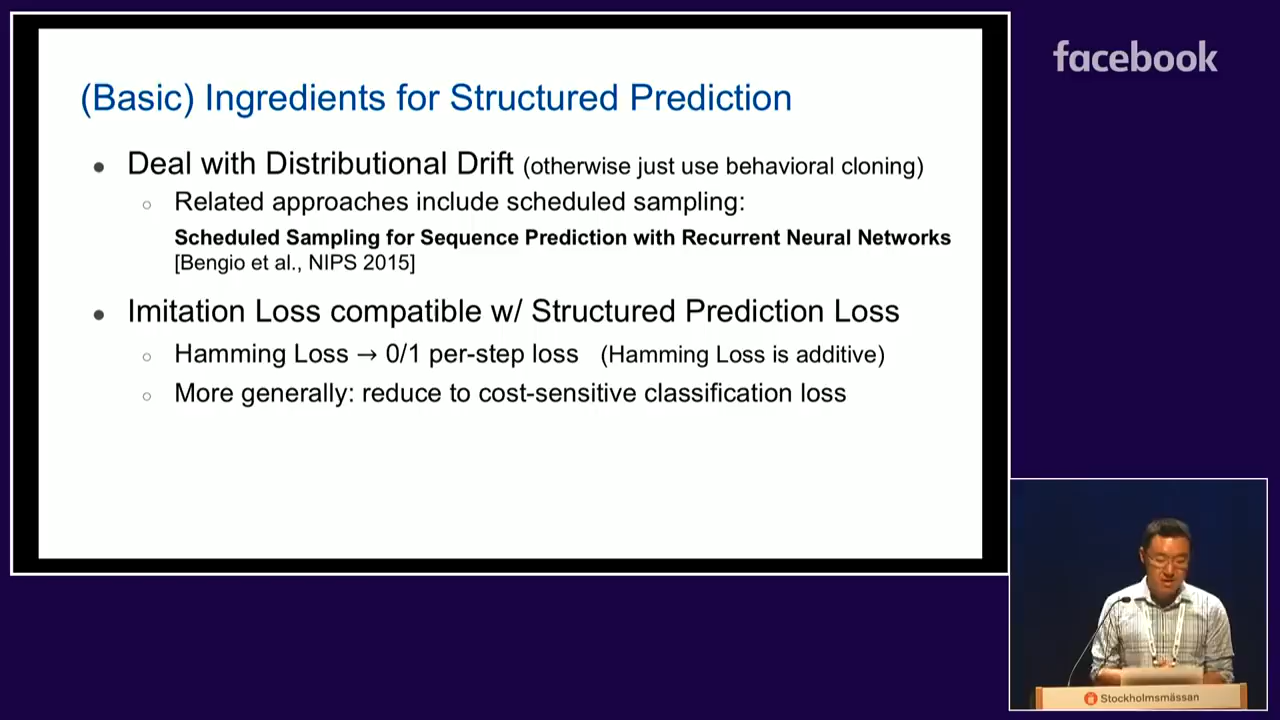 (Basic) Ingredients for Structured Prediction
● Deal with Distributional Drift (otherwise just use behavioral cloning)
○ Related approaches include scheduled sampling:
Scheduled Sampling for Sequence Prediction with Recurrent Neural Networks
[Bengio et al., NIPS 2015]
● Imitation Loss compatible w/ Structured Prediction Loss
○ Hamming Loss → 0/1 per-step loss (Hamming Loss is additive)
○ More generally: reduce to cost-sensitive classification loss
facebook
Stockholmsmässan